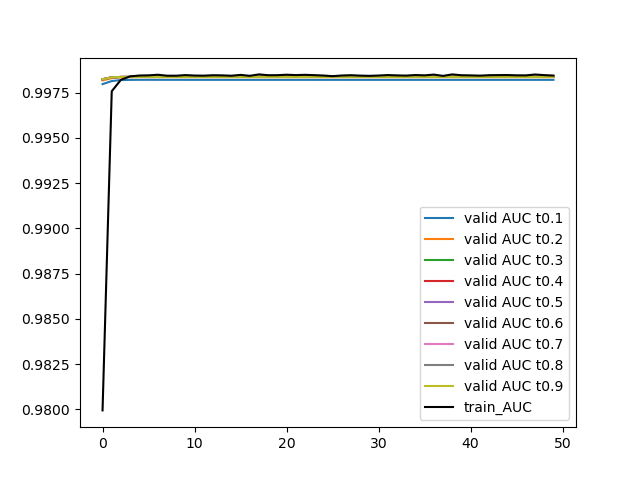 0.9975
0.9950
0.9925
0.9900
0.9875
0.9850
0.9825
0.9800
valid AUC t0.1
valid AUC t0.2
valid AUC t0.3
valid AUC t0.4
valid AUC t0.5
valid AUC t0.6
valid AUC t0.7
valid AUC t0.8
valid AUC t0.9
train_AUC
0 10 20 30 40 50